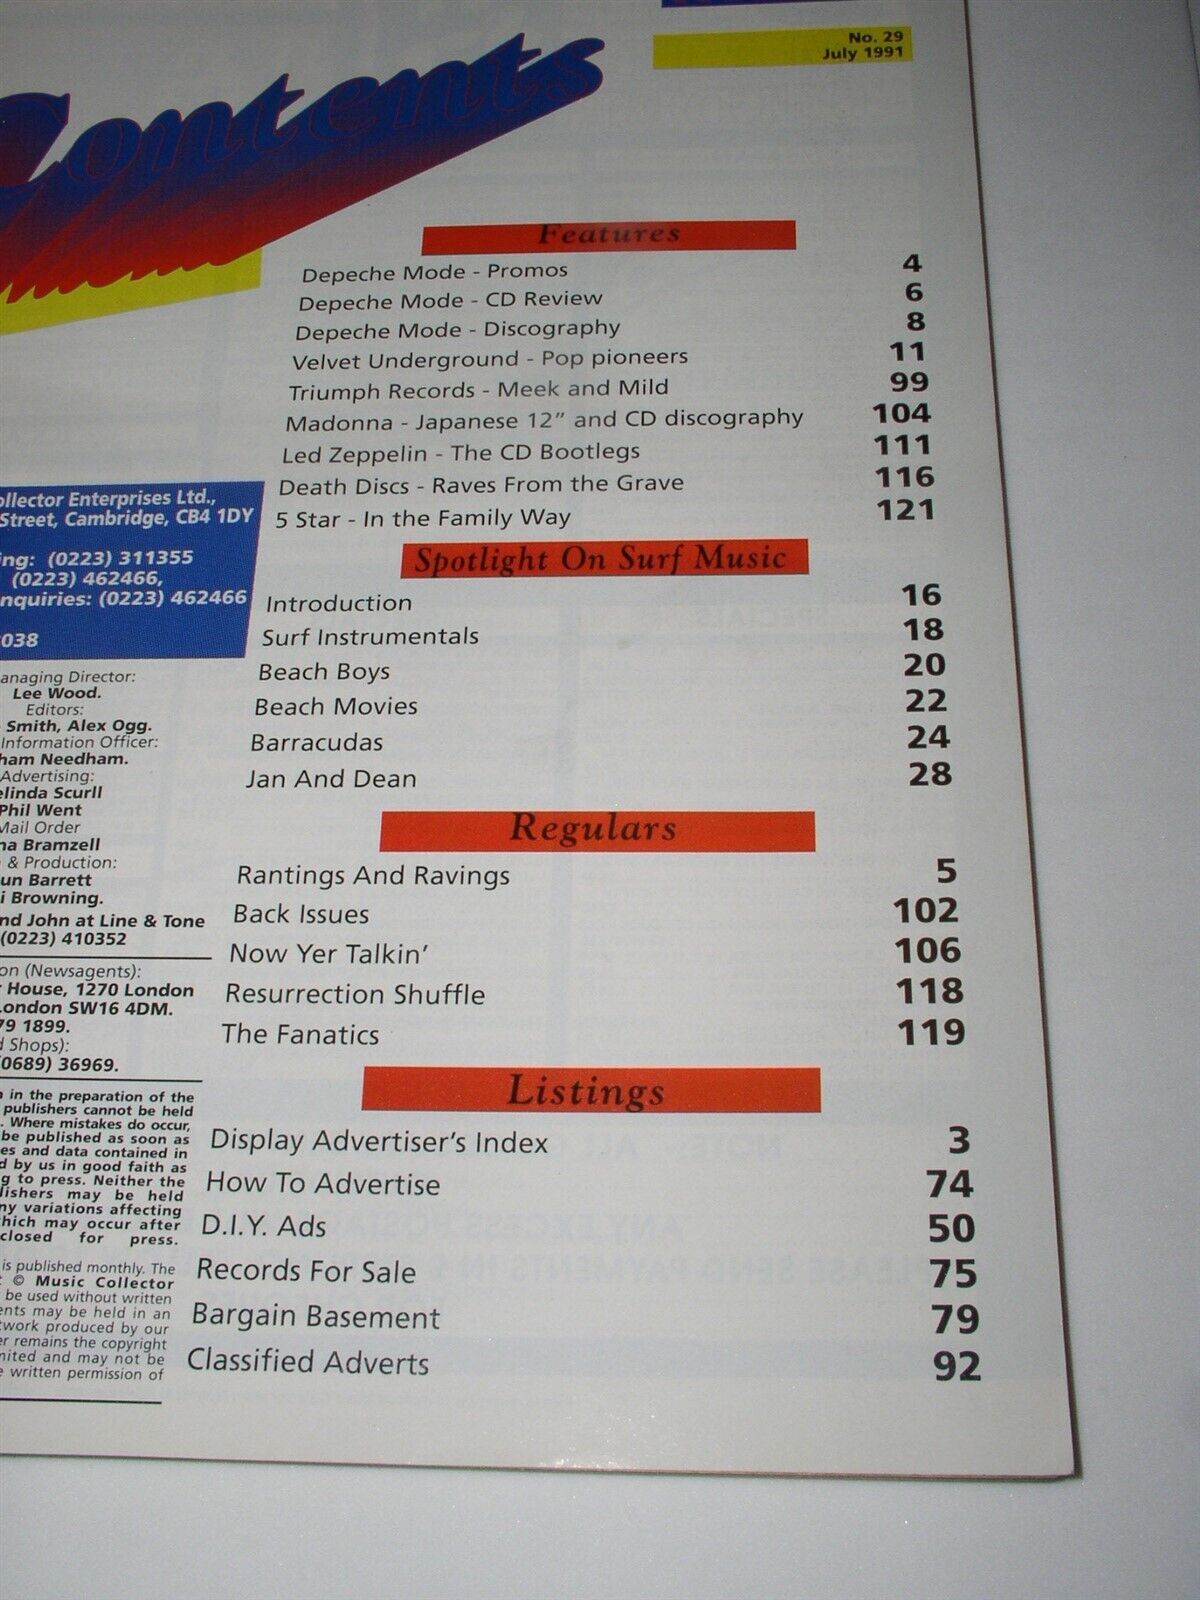 Contents
No. 29
July 1991
Features
Depeche Mode - Promos 4
Depeche Mode - CD Review 6
Depeche Mode - Discography 8
Velvet Underground - Pop pioneers 11
Triumph Records - Meek and Mild 99
Madonna - Japanese 12” and CD discography 104
Led Zeppelin - The CD Bootlegs 111
Death Discs - Raves From the Grave 116
5 Star - In the Family Way 121
Spotlight On Surf Music
Introduction 16
Surf Instrumentals 18
Beach Boys 20
Beach Movies 22
Barracudas 24
Jan And Dean 28
Regulars
Rantings And Ravings 5
Back Issues 102
Now Yer Talkin’ 106
Resurrection Shuffle 118
The Fanatics 119
Listings
Display Advertiser’s Index 3
How To Advertise 74
D.I.Y. Ads 50
Records For Sale 75
Bargain Basement 79
Classified Adverts 92
ollector Enterprises Ltd.,
Street, Cambridge, CB4 1DY
ing: (0223) 311355
(0223) 462466,
nquiries: (0223) 462466
038
anaging Director:
Lee Wood.
Editors:
Smith, Alex Ogg.
Information Officer:
ham Needham.
Advertising:
elinda Scurll
Phil Went
Mail Order
na Bramzell
& Production:
un Barrett
i Browning.
nd John at Line & Tone
(0223) 410352
on (Newsagents):
r House, 1270 London
London SW16 4DM.
79 1899.
d Shops):
(0689) 36969.
n in the preparation of the
publishers cannot be held
. Where mistakes do occur,
be published as soon as
es and data contained in
d by us in good faith as
g to press. Neither the
lishers may be held
ny variations affecting
hich may occur after
closed for press.
is published monthly. The
t © Music Collector
be used without written
ents may be held in an
twork produced by our
er remains the copyright
mited and may not be
e written permission of